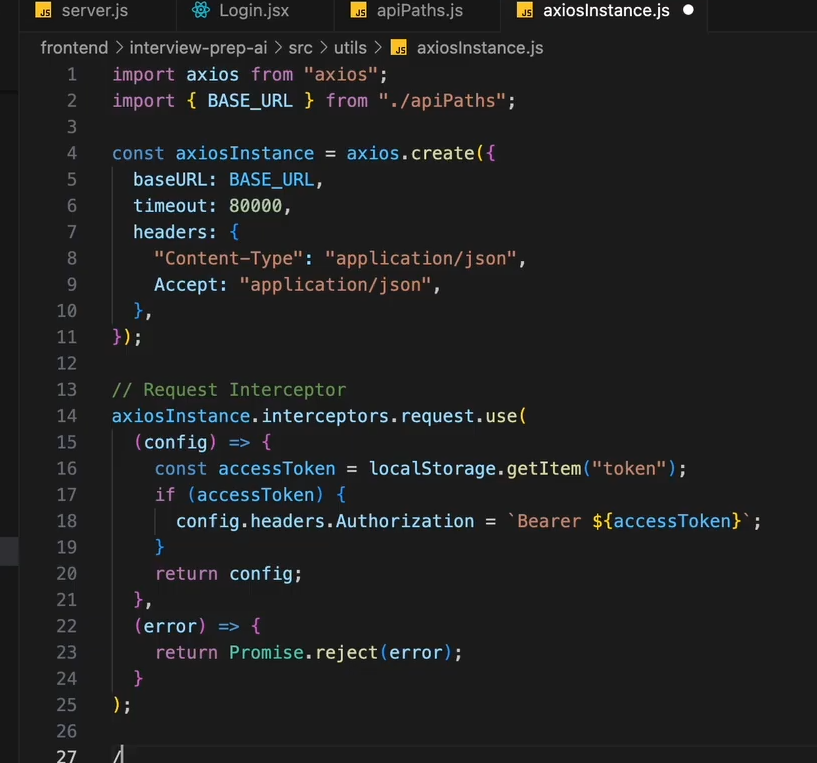 JS server.js Login.jsx JS apiPaths.js JS axiosInstance.js
frontend > interview-prep-ai > src > utils > JS axiosInstance.js
1 import axios from "axios";
2 import { BASE_URL } from "./apiPaths";
3
4 const axiosInstance = axios.create({
5   baseURL: BASE_URL,
6   timeout: 80000,
7   headers: {
8     "Content-Type": "application/json",
9     Accept: "application/json",
10   },
11 });
12
13 // Request Interceptor
14 axiosInstance.interceptors.request.use(
15   (config) => {
16     const accessToken = localStorage.getItem("token");
17     if (accessToken) {
18       config.headers.Authorization = `Bearer ${accessToken}`;
19     }
20     return config;
21   },
22   (error) => {
23     return Promise.reject(error);
24   }
25 );
26
27 /